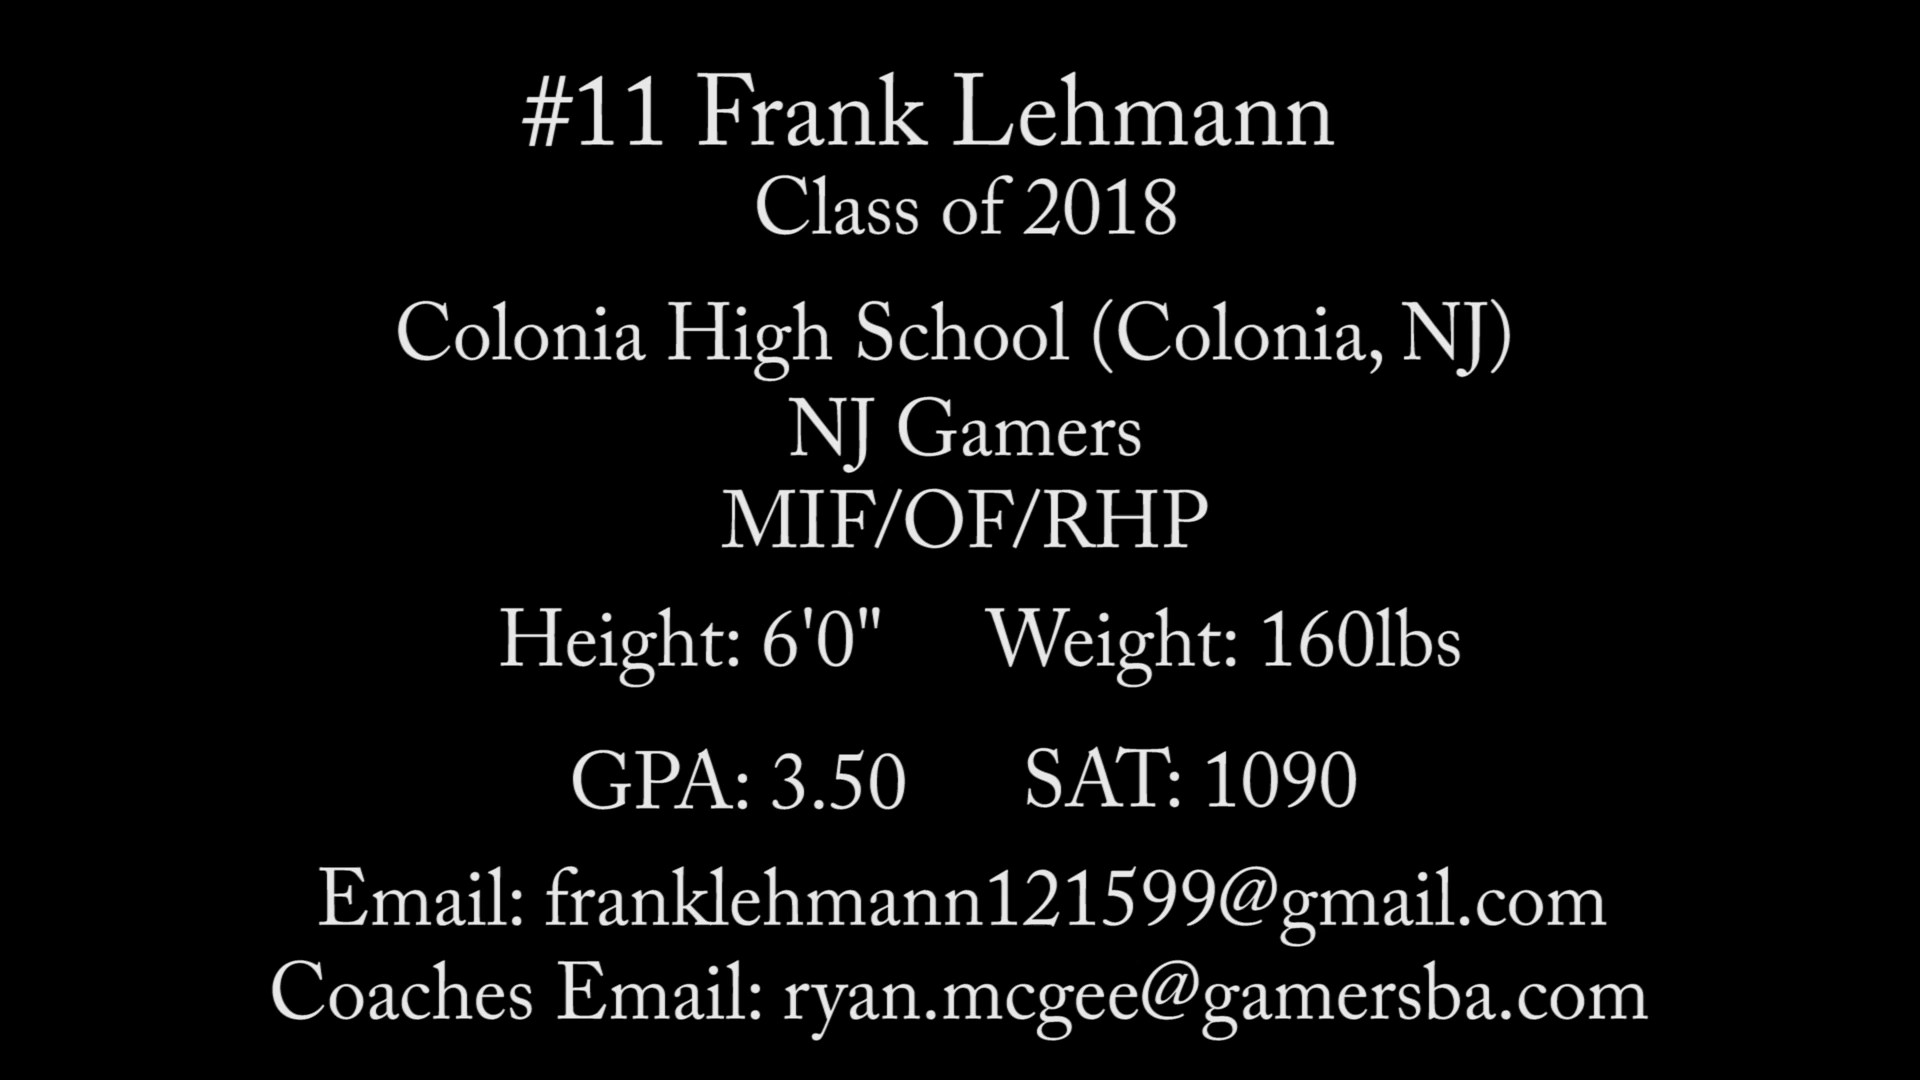 #11 Frank Lehmann
Class of 2018
Colonia High School (Colonia, NJ)
NJ Gamers
MIF/OF/RHP
Height: 6'0" Weight: 160lbs
GPA: 3.50 SAT: 1090
Email: franklehmann121599@gmail.com
Coaches Email: ryan.mcgee@gamersba.com